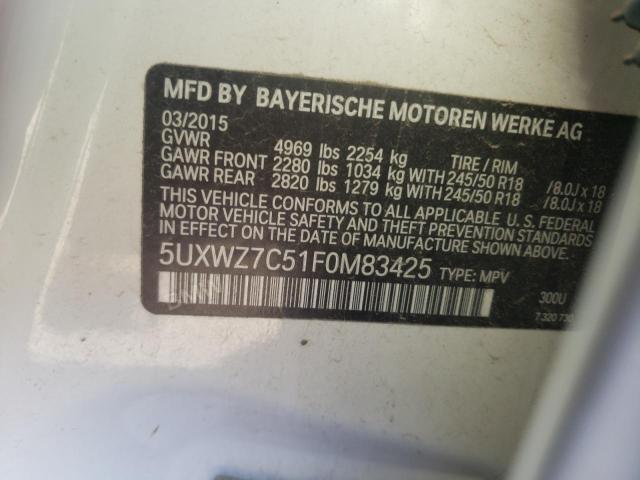 MFD BY BAYERISCHE MOTOREN WERKE AG
03/2015
GVWR 4969 lbs 2254 kg TIRE / RIM
GAWR FRONT 2280 lbs 1034 kg WITH 245/50 R18 /8.0J x 18
GAWR REAR 2820 lbs 1279 kg WITH 245/50 R18 /8.0J x 18
THIS VEHICLE CONFORMS TO ALL APPLICABLE U. S. FEDERAL
MOTOR VEHICLE SAFETY AND THEFT PREVENTION STANDARDS
IN EFFECT ON THE DATE OF MANUFACTURE SHOWN ABOVE.
5UXWZ7C51F0M83425 TYPE: MPV
300U
7 320 730